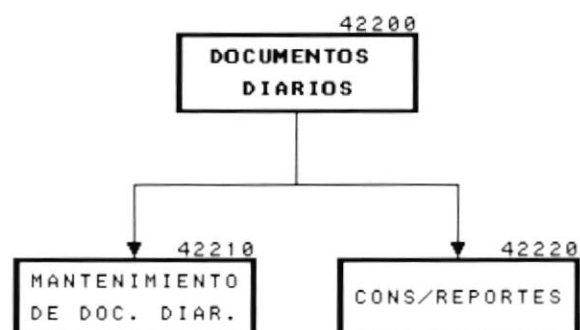 42200
DOCUMENTOS
DIARIOS
42210
MANTENIMIENTO
DE DOC. DIAR.
42220
CONS/REPORTES